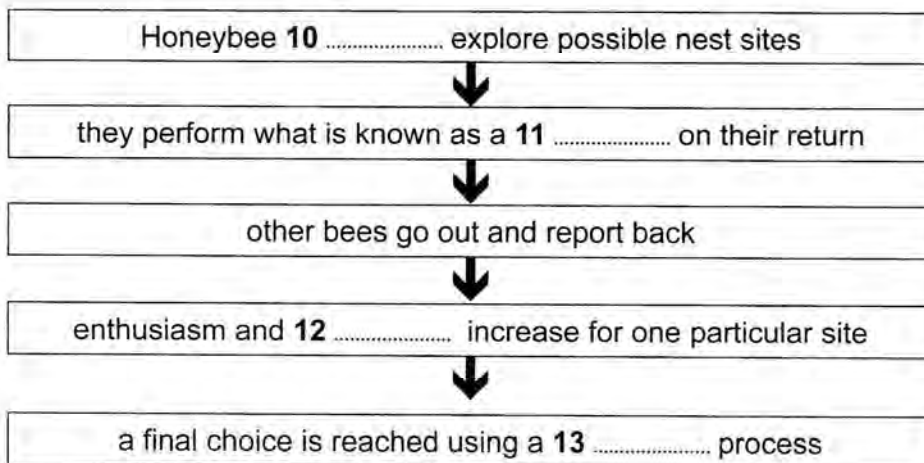 Honeybee 10 ..................... explore possible nest sites
they perform what is known as a 11 ..................... on their return
other bees go out and report back
enthusiasm and 12 ..................... increase for one particular site
a final choice is reached using a 13 ..................... process